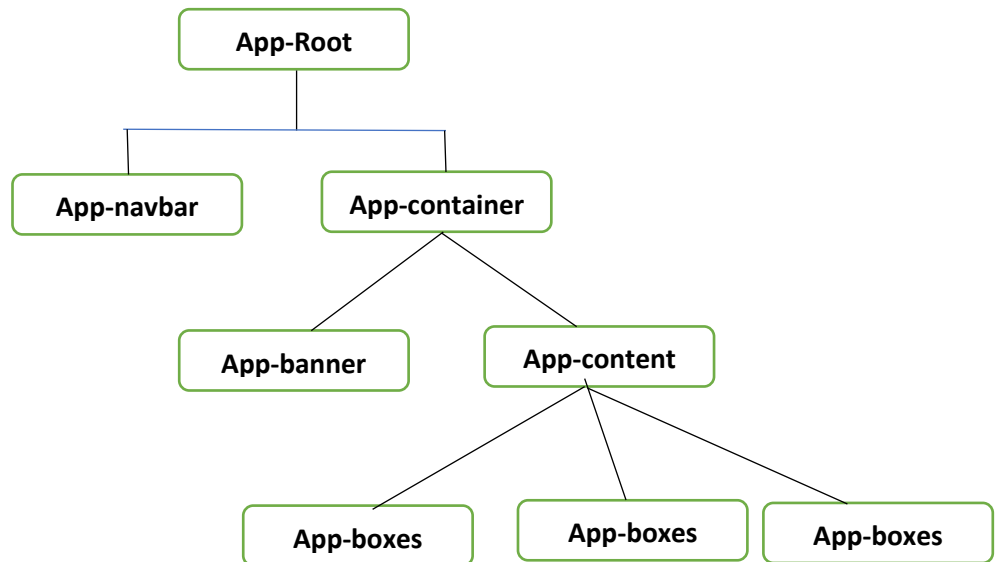 App-Root
App-navbar
App-container
App-banner
App-content
App-boxes
App-boxes
App-boxes